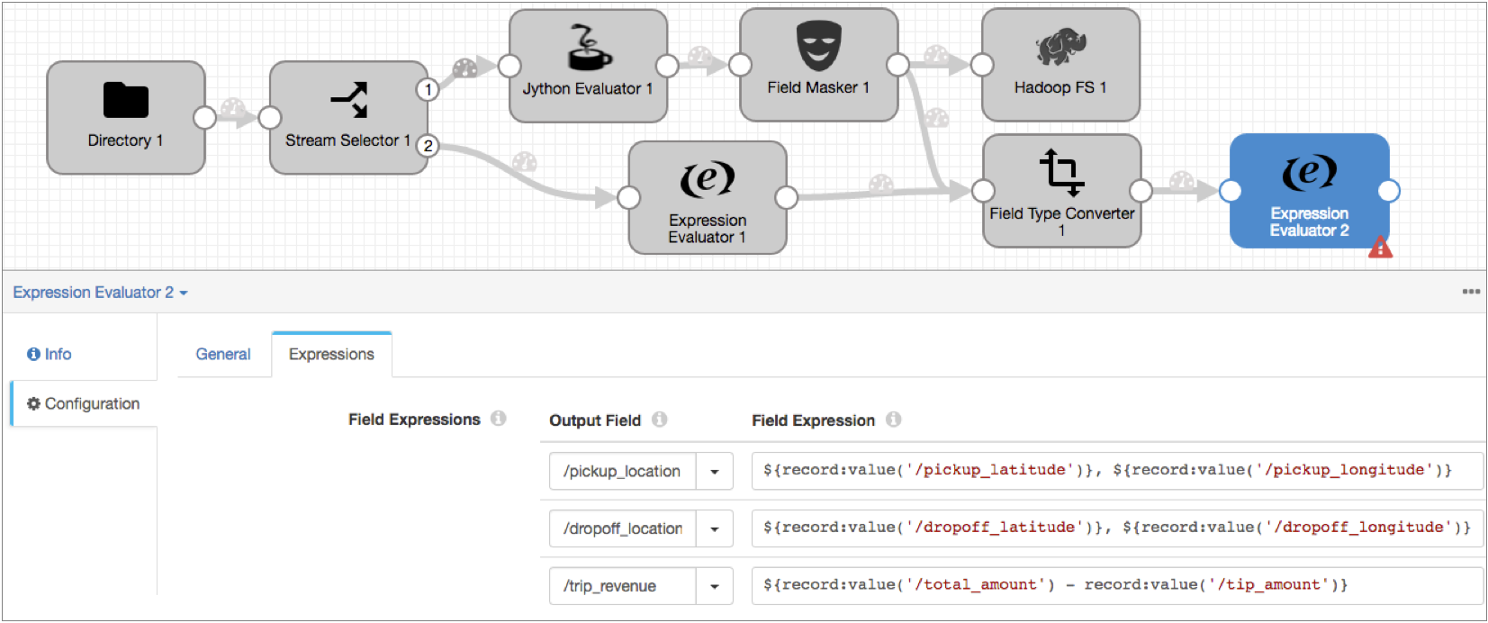 Directory 1
Stream Selector 1
1
2
Jython Evaluator 1
Field Masker 1
Hadoop FS 1
Expression
Evaluator 1
Field Type Converter
1
Expression
Evaluator 2
Expression Evaluator 2
Info
Configuration
General
Expressions
Field Expressions
Output Field
Field Expression
/pickup_location
${record:value('/pickup_latitude')}, ${record:value('/pickup_longitude')}
/dropoff_location
${record:value('/dropoff_latitude')}, ${record:value('/dropoff_longitude')}
/trip_revenue
${record:value('/total_amount') - record:value('/tip_amount')}